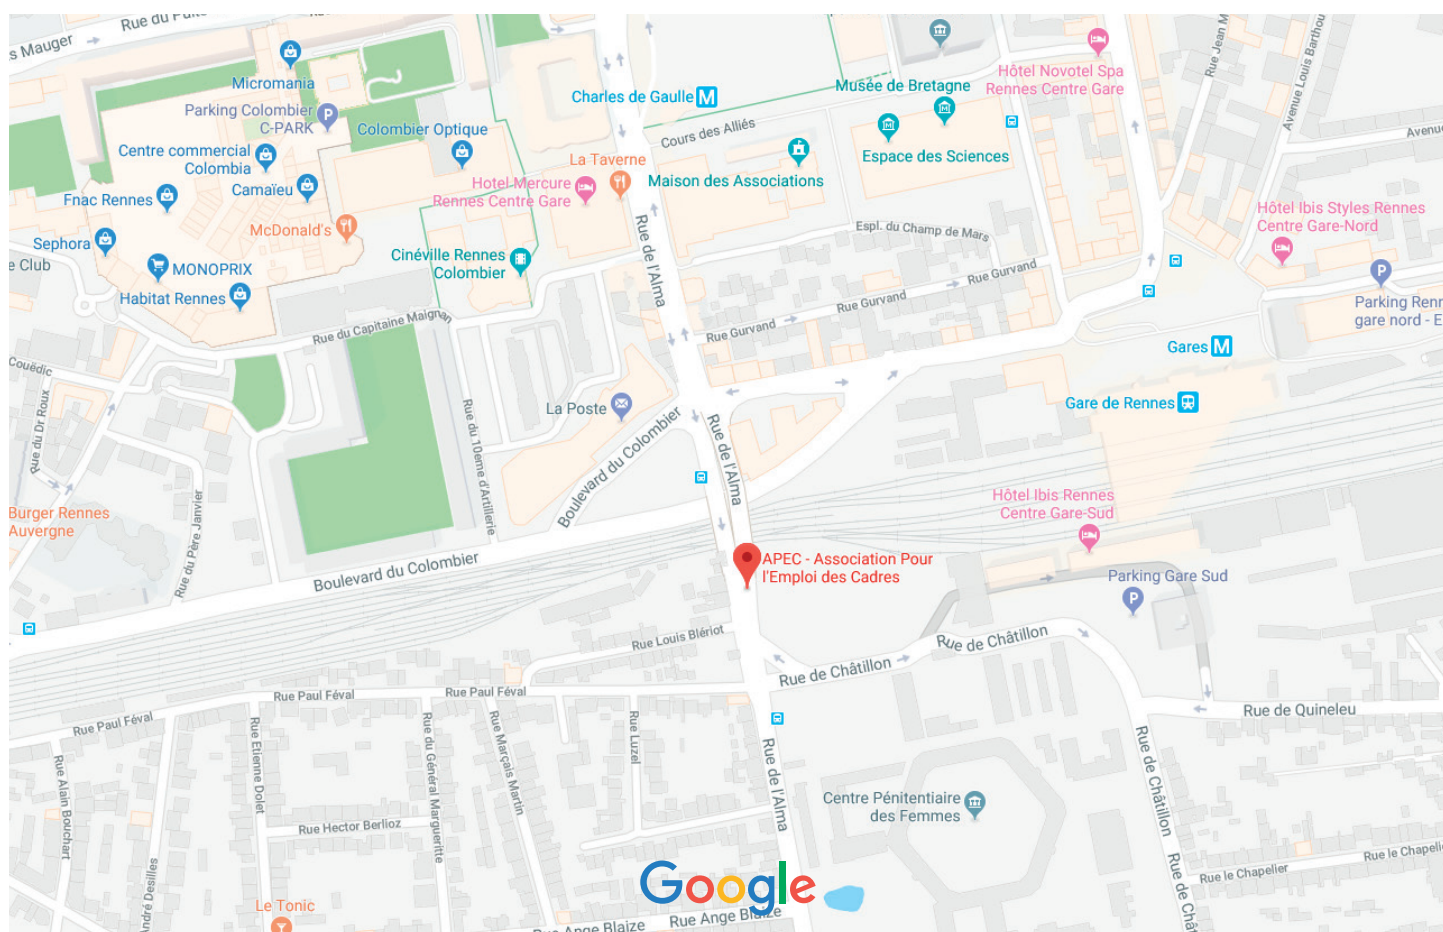 Rue du Puits
s Mauger
Micromania
Parking Colombier
C-PARK
Centre commercial
Colombia
Camaïeu
Fnac Rennes
McDonald's
Sephora
e Club
MONOPRIX
Habitat Rennes
Colombier Optique
Charles de Gaulle M
La Taverne
Hotel Mercure
Rennes Centre Gare
Cinéville Rennes
Colombier
Cours des Alliés
Maison des Associations
Musée de Bretagne
Espace des Sciences
Hôtel Novotel Spa
Rennes Centre Gare
Rue Jean M
Avenue Louis Barthou
Avenu
Hôtel Ibis Styles Rennes
Centre Gare-Nord
Parking Renn
gare nord - E
Espl. du Champ de Mars
Rue Gurvand
Rue Gurvand
Rue Gurvand
Rue de l'Alma
Rue du Capitaine Maignan
Gares M
Gare de Rennes
Couëdic
Rue du Dr Roux
La Poste
Rue du 10eme d'Artillerie
Boulevard du Colombier
Rue de l'Alma
Burger Rennes
Auvergne
Rue du Père Janvier
Boulevard du Colombier
Hôtel Ibis Rennes
Centre Gare-Sud
APEC - Association Pour
l'Emploi des Cadres
Parking Gare Sud
Rue Louis Blériot
Rue de Châtillon
Rue de Châtillon
Rue Paul Féval
Rue Paul Féval
Rue Paul Féval
Rue de Quineleu
Rue Alain Bouchart
Rue Etienne Dolet
Rue du Général Margueritte
Rue Marçais Martin
Rue Luzel
Rue de l'Alma
Rue de Châtillon
Centre Pénitentiaire
des Femmes
Rue Hector Berlioz
André Desilles
Rue le Chapelier
Rue le Chapelie
Rue de Chât
Le Tonic
Google
Rue Ange Blaize
Rue Ange Blaize